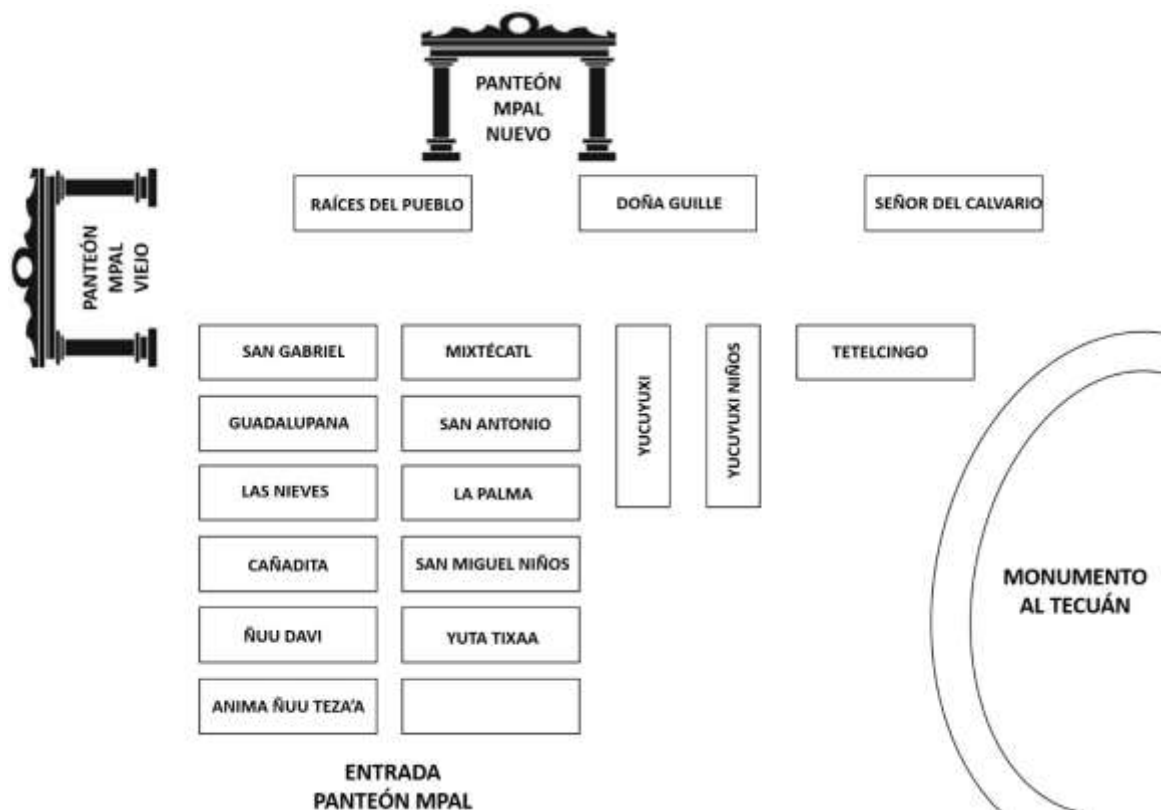 PANTEÓN
MPAL
NUEVO
PANTEÓN
MPAL
VIEJO
RAÍCES DEL PUEBLO
DOÑA GUILLE
SEÑOR DEL CALVARIO
SAN GABRIEL
MIXTÉCATL
YUCUYUXI
YUCUYUXI NIÑOS
TETELCINGO
GUADALUPANA
SAN ANTONIO
LAS NIEVES
LA PALMA
CAÑADITA
SAN MIGUEL NIÑOS
MONUMENTO
AL TECUÁN
ÑUU DAVI
YUTA TIXAA
ANIMA ÑUU TEZA’A
ENTRADA
PANTEÓN MPAL